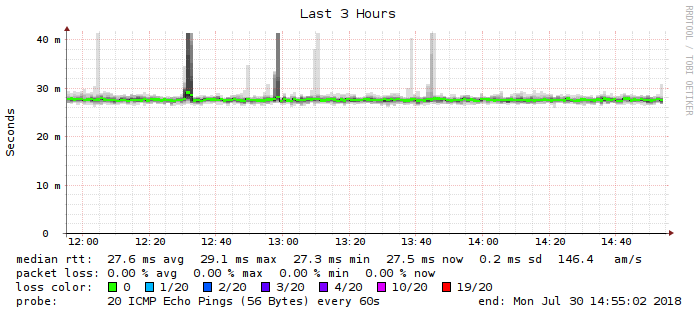 Last 3 Hours
RRDTOOL / TOBI OETIKER
Seconds
40 m
30 m
20 m
10 m
0
12:00 12:20 12:40 13:00 13:20 13:40 14:00 14:20 14:40
median rtt: 27.6 ms avg 29.1 ms max 27.3 ms min 27.5 ms now 0.2 ms sd 146.4 am/s
packet loss: 0.00 % avg 0.00 % max 0.00 % min 0.00 % now
loss color: 0 1/20 2/20 3/20 4/20 10/20 19/20
probe: 20 ICMP Echo Pings (56 Bytes) every 60s end: Mon Jul 30 14:55:02 2018